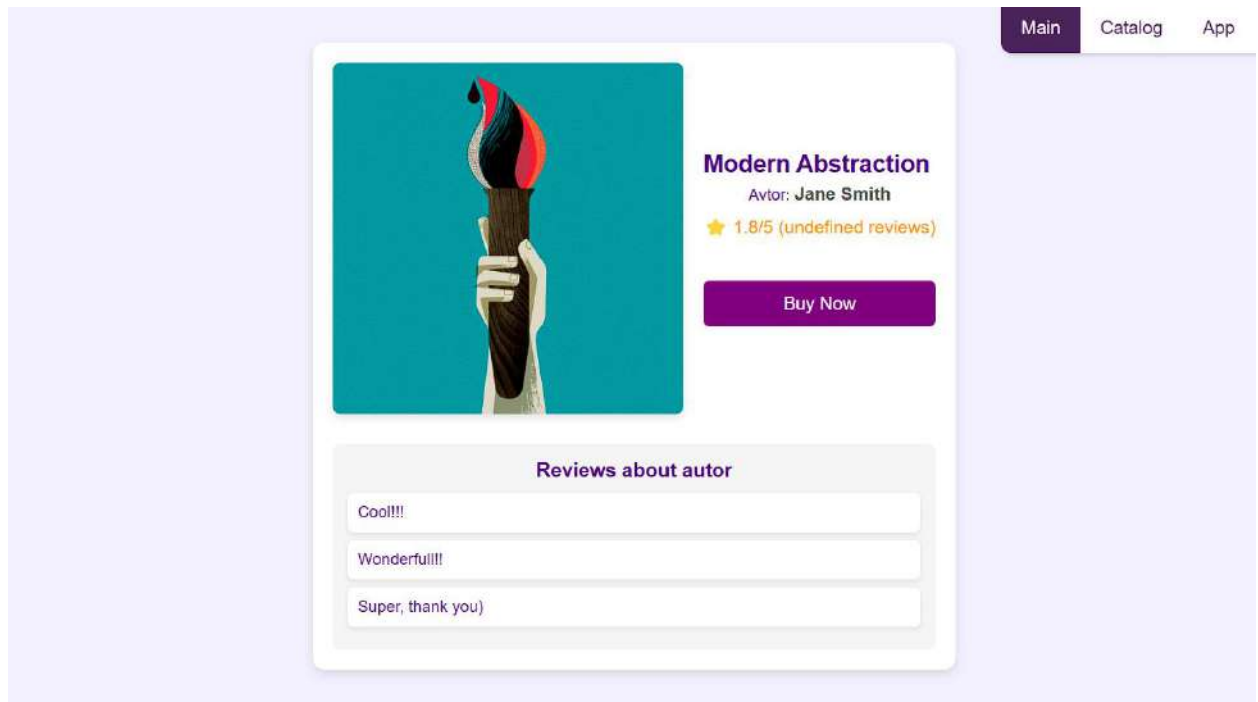 Main Catalog App
Modern Abstraction
Avtor: Jane Smith
1.8/5 (undefined reviews)
Buy Now
Reviews about autor
Cool!!!
Wonderfull!!
Super, thank you)